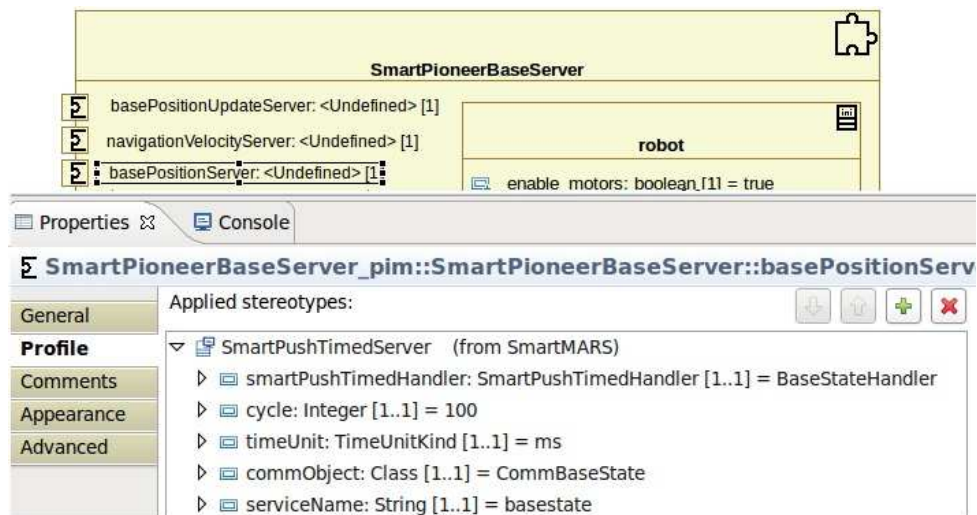 SmartPioneerBaseServer
basePositionUpdateServer: <Undefined> [1]
navigationVelocityServer: <Undefined> [1]
basePositionServer: <Undefined> [1
ini
robot
enable_motors: boolean [1] = true
Properties
Console
SmartPioneerBaseServer_pim::SmartPioneerBaseServer::basePositionServ
General
Profile
Comments
Appearance
Advanced
Applied stereotypes:
SmartPushTimedServer (from SmartMARS)
smartPushTimedHandler: SmartPushTimedHandler [1..1] = BaseStateHandler
cycle: Integer [1..1] = 100
timeUnit: TimeUnitKind [1..1] = ms
commObject: Class [1..1] = CommBaseState
serviceName: String [1..1] = basestate